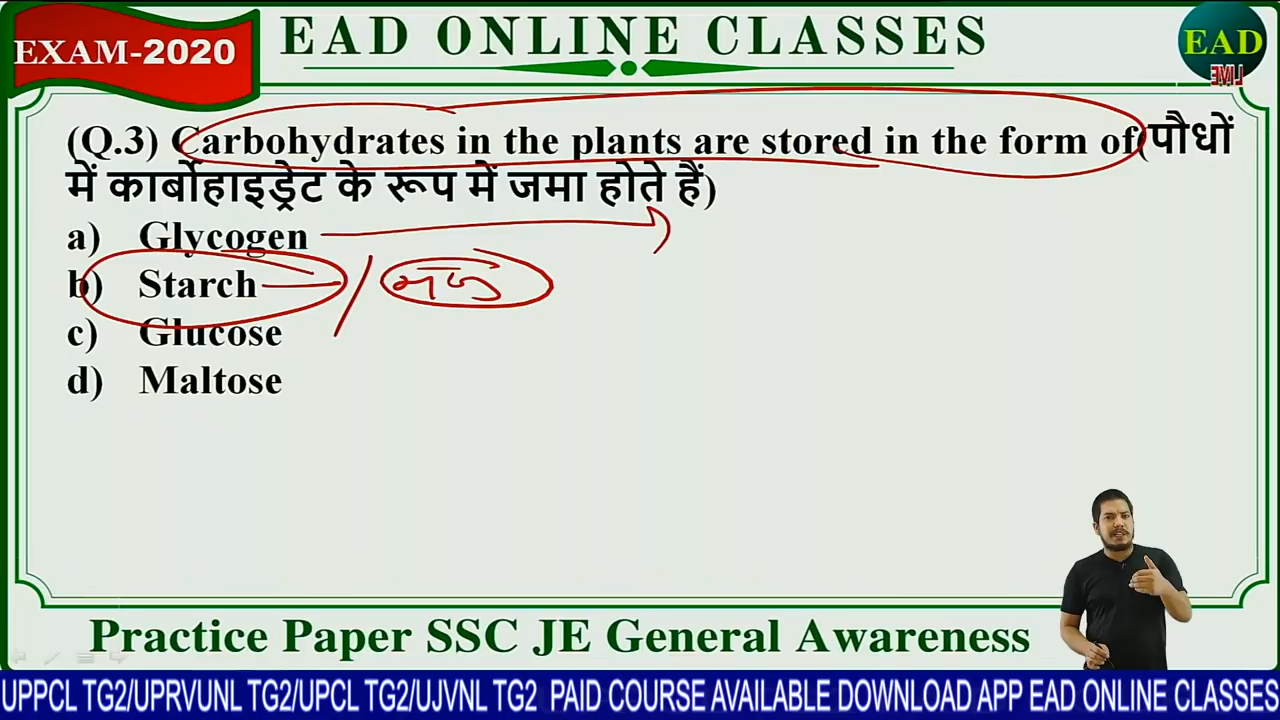 EXAM-2020
EAD ONLINE CLASSES
EAD
LIVE
(Q.3) Carbohydrates in the plants are stored in the form of(पौधों
में कार्बोहाइड्रेट के रूप में जमा होते हैं)
a) Glycogen
b) Starch
c) Glucose
d) Maltose
Practice Paper SSC JE General Awareness
UPPCL TG2/UPRVUNL TG2/UPCL TG2/UJVNL TG2 PAID COURSE AVAILABLE DOWNLOAD APP EAD ONLINE CLASSES